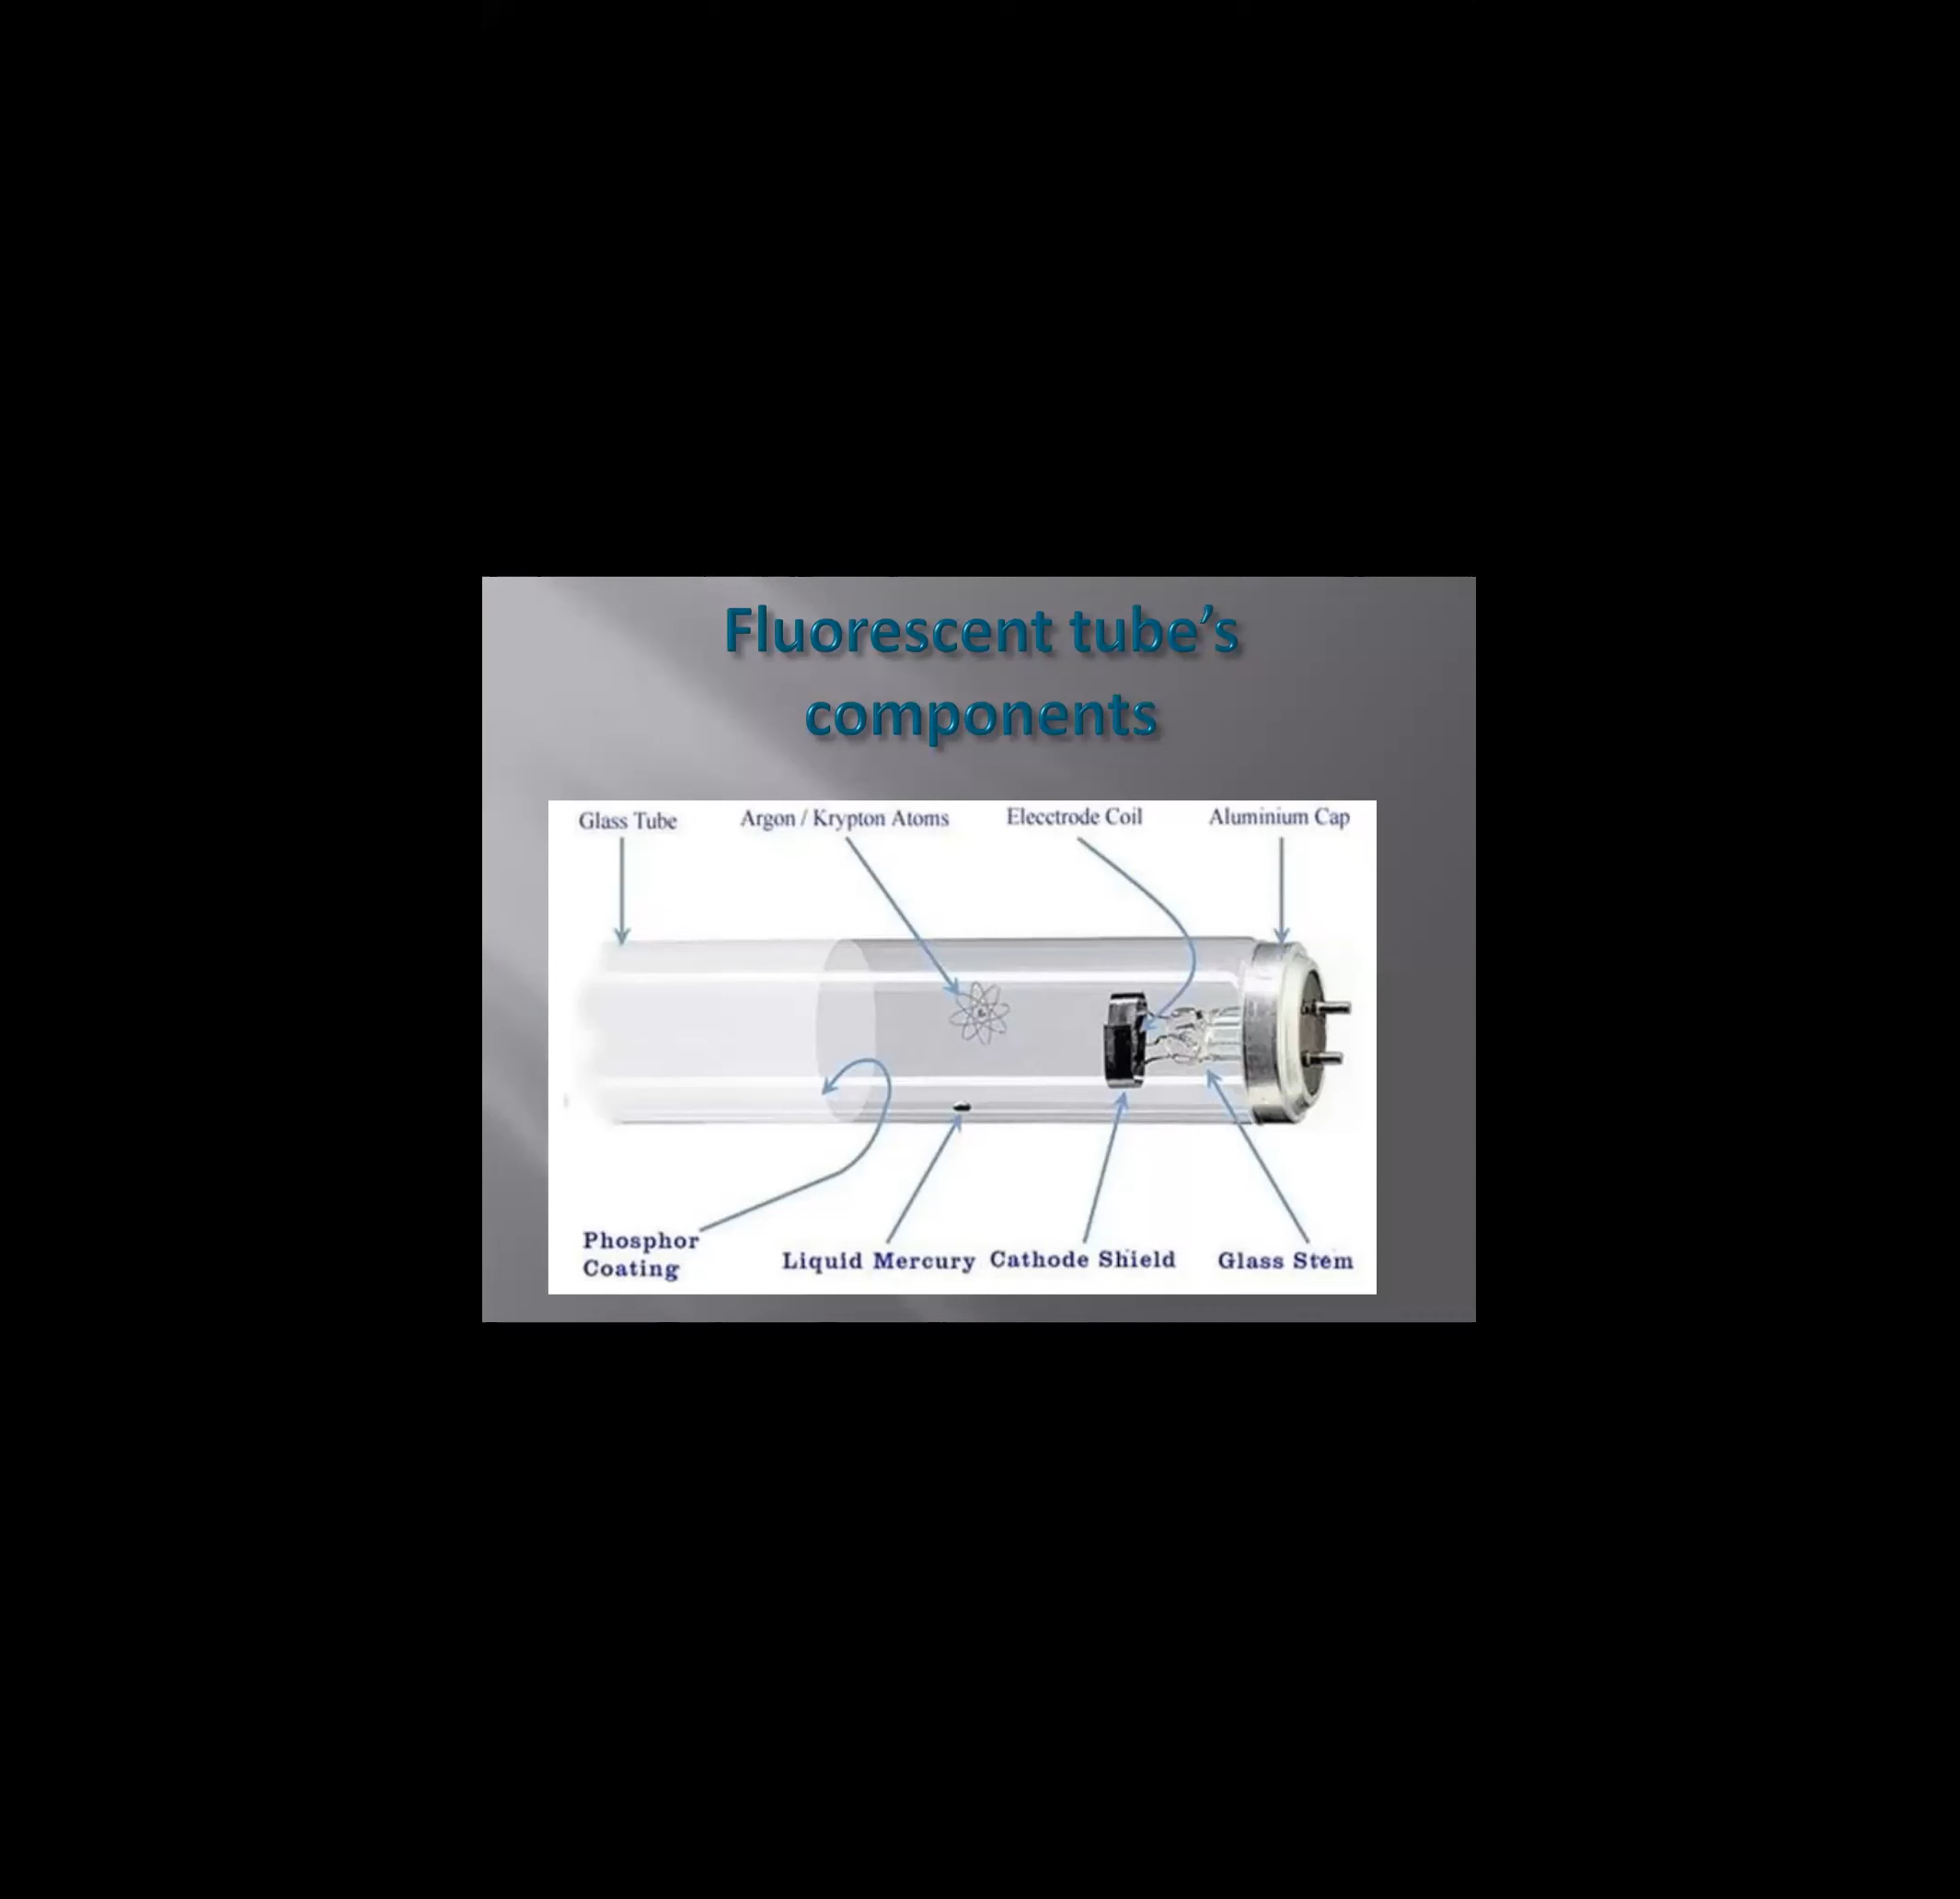 Fluorescent tube’s
components
Glass Tube
Argon / Krypton Atoms
Elecctrode Coil
Aluminium Cap
Phosphor
Coating
Liquid Mercury
Cathode Shield
Glass Stem